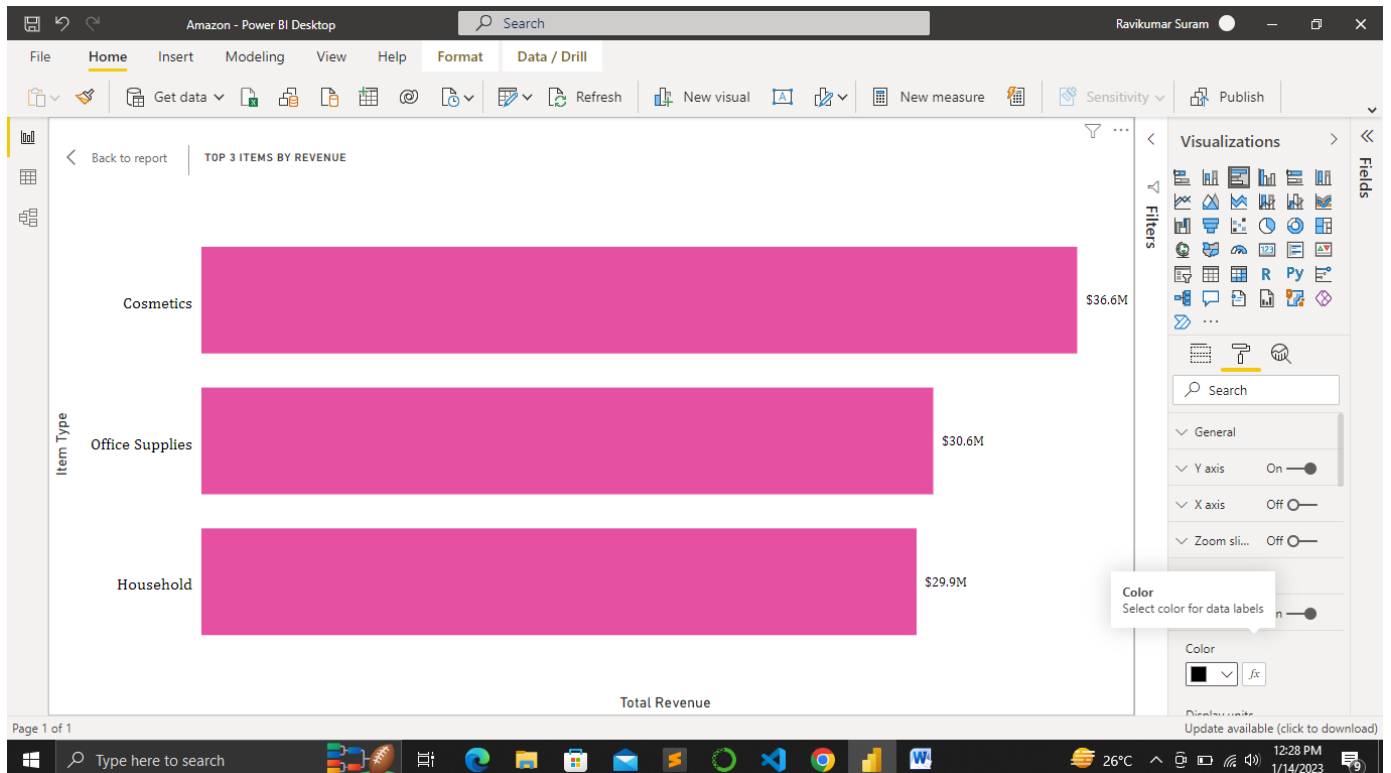 Amazon - Power BI Desktop
Search
Ravikumar Suram
File Home Insert Modeling View Help Format Data / Drill
Get data Refresh New visual New measure Sensitivity Publish
Back to report
TOP 3 ITEMS BY REVENUE
Item Type
Cosmetics
$36.6M
Office Supplies
$30.6M
Household
$29.9M
Total Revenue
Filters
Visualizations
Fields
123
R Py
Search
General
Y axis On
X axis Off
Zoom sli... Off
Color
Select color for data labels
n
Color
fx
Display units
Page 1 of 1
Update available (click to download)
Type here to search
26°C
12:28 PM
1/14/2023
9